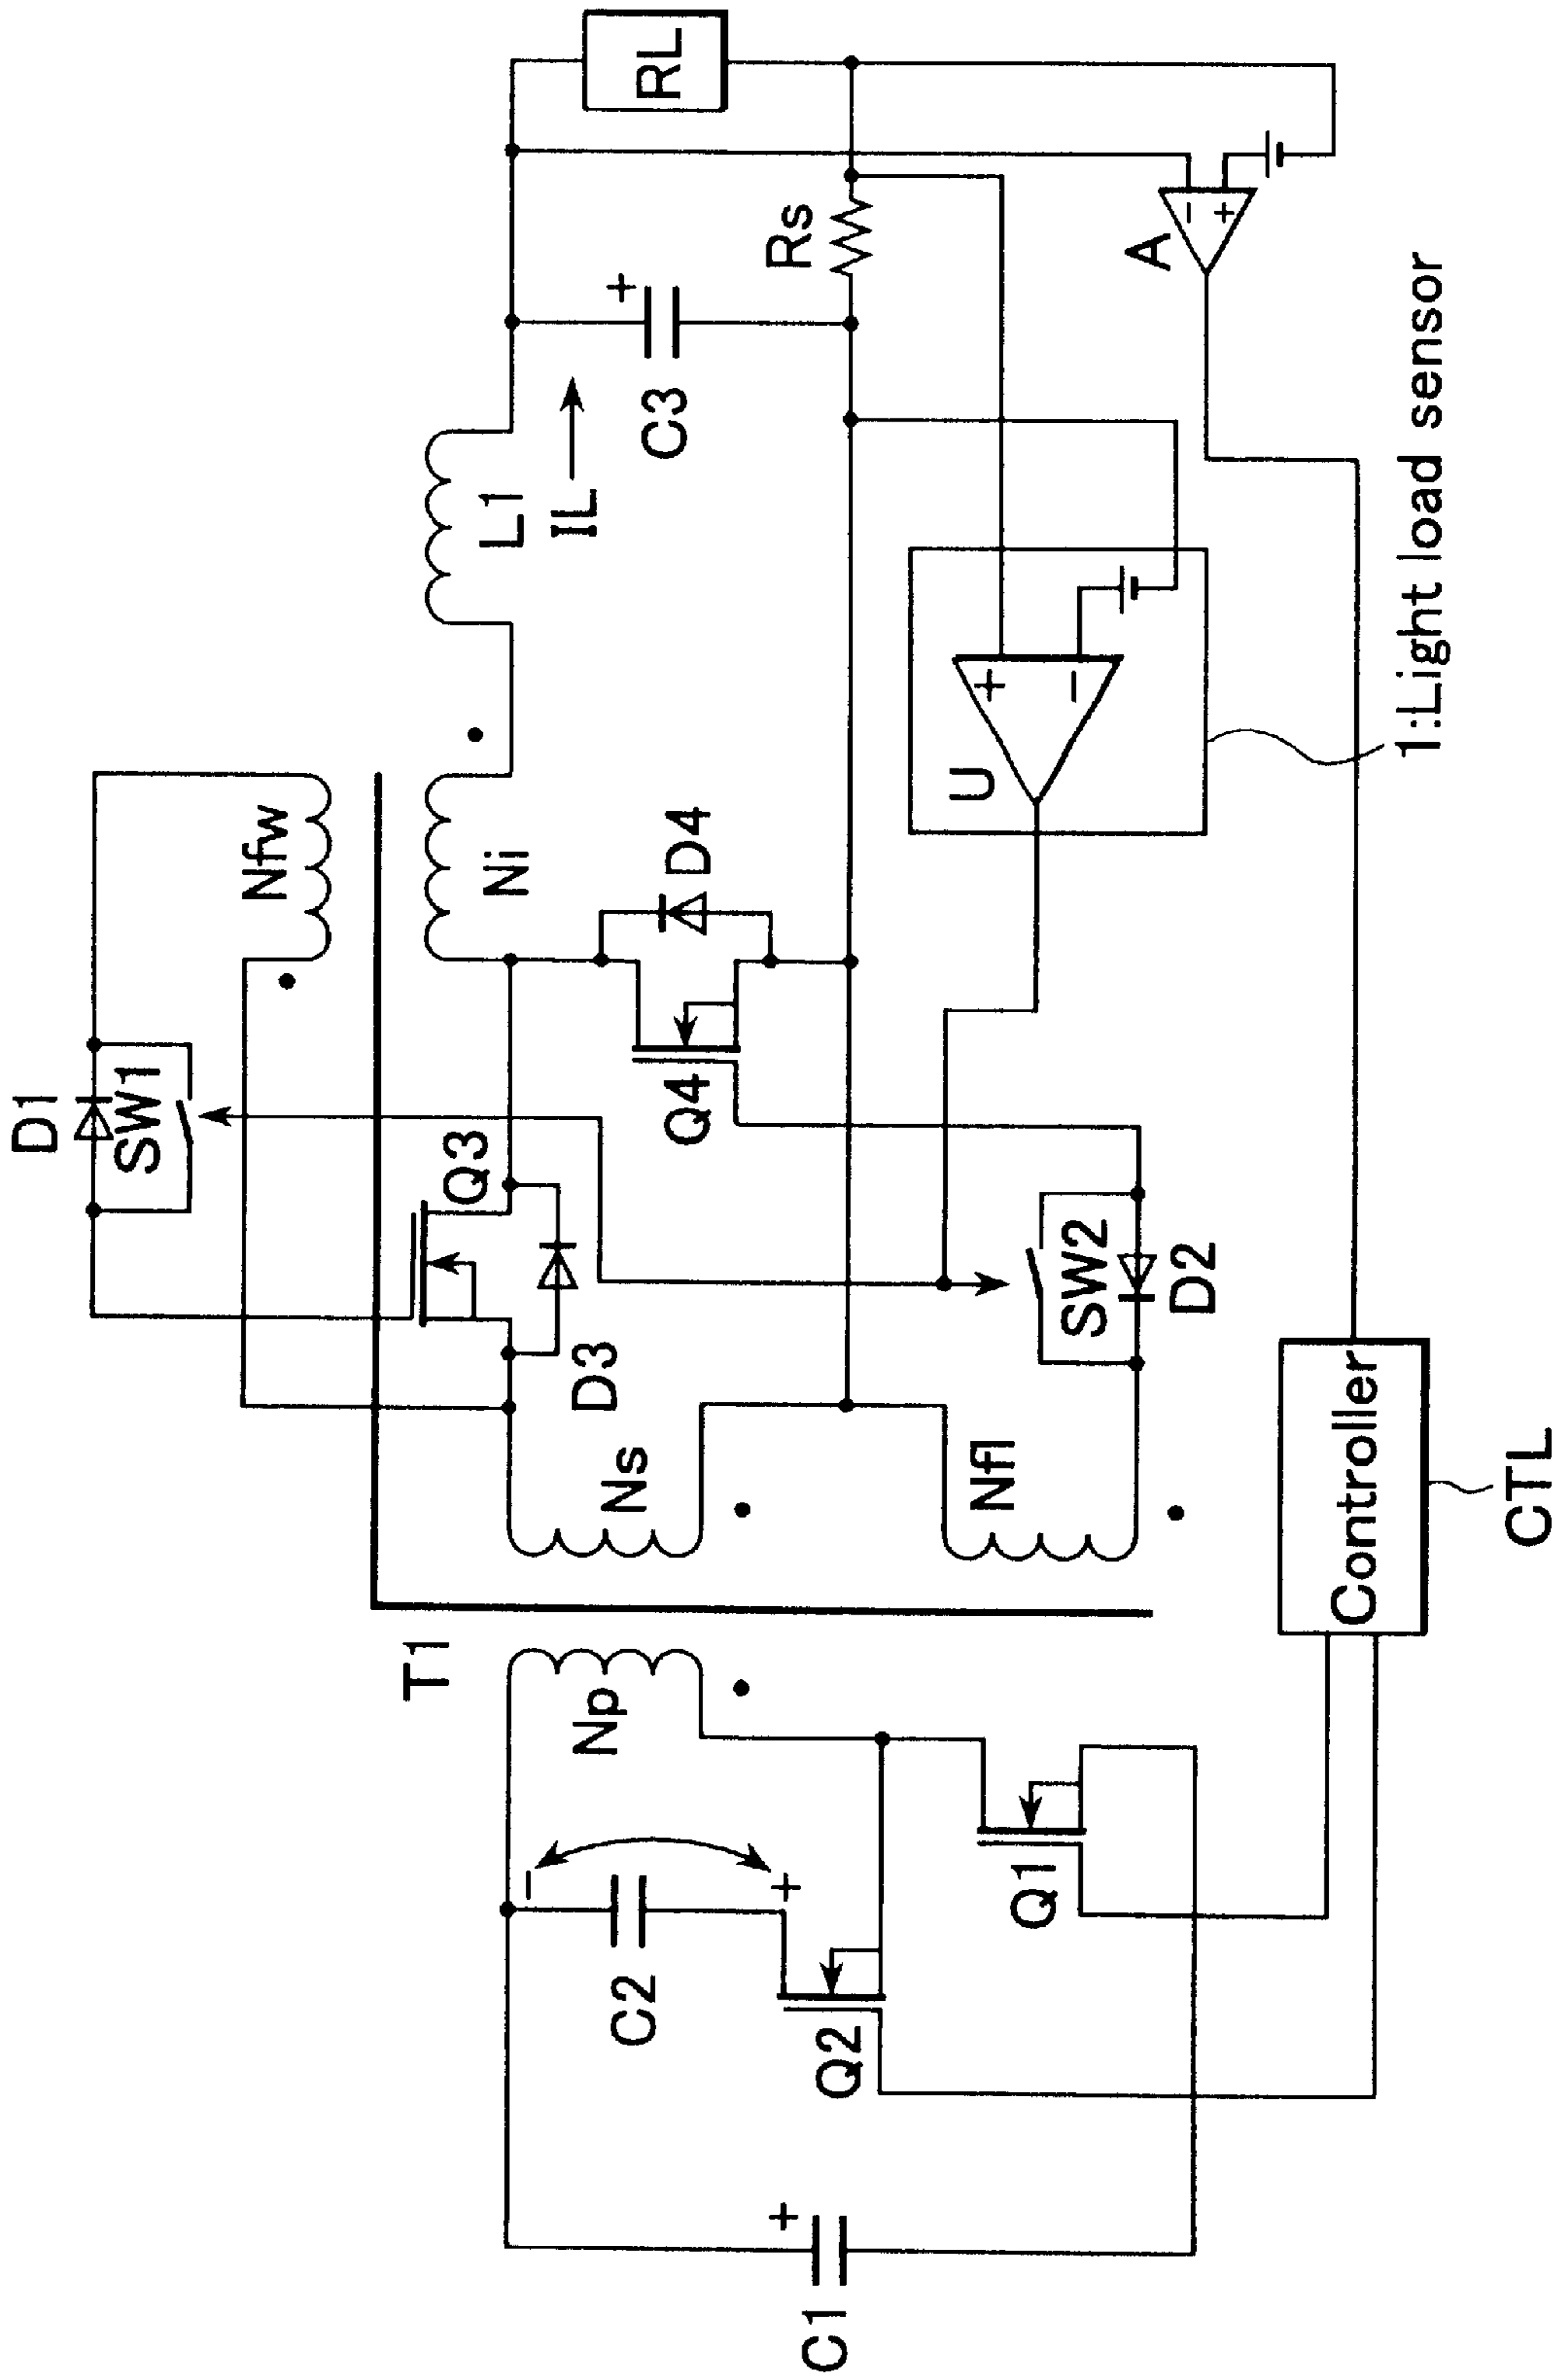 D1
SW1
Nfw
T1
Q3
Ni
L1
IL
+
C3
RL
D3
Q4
D4
Rs
Np
Ns
−
C2
+
Q2
+
C1
Q1
Nfl
SW2
D2
U
+
−
A
−
+
Controller
CTL
1:Light load sensor